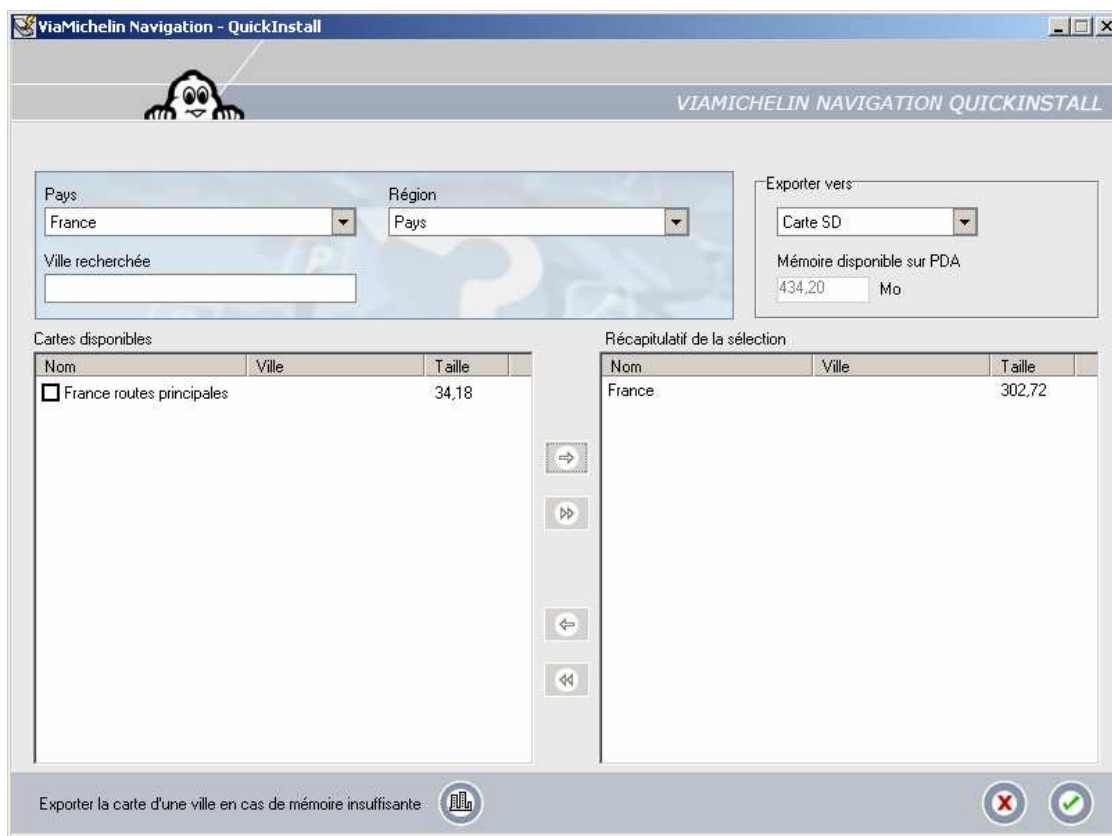 ViaMichelin Navigation - QuickInstall
VIAMICHELIN NAVIGATION QUICKINSTALL
Pays
Région
France
Pays
Ville recherchée
Exporter vers
Carte SD
Mémoire disponible sur PDA
434,20 Mo
Cartes disponibles
Nom Ville Taille
France routes principales 34,18
Récapitulatif de la sélection
Nom Ville Taille
France 302,72
Exporter la carte d'une ville en cas de mémoire insuffisante